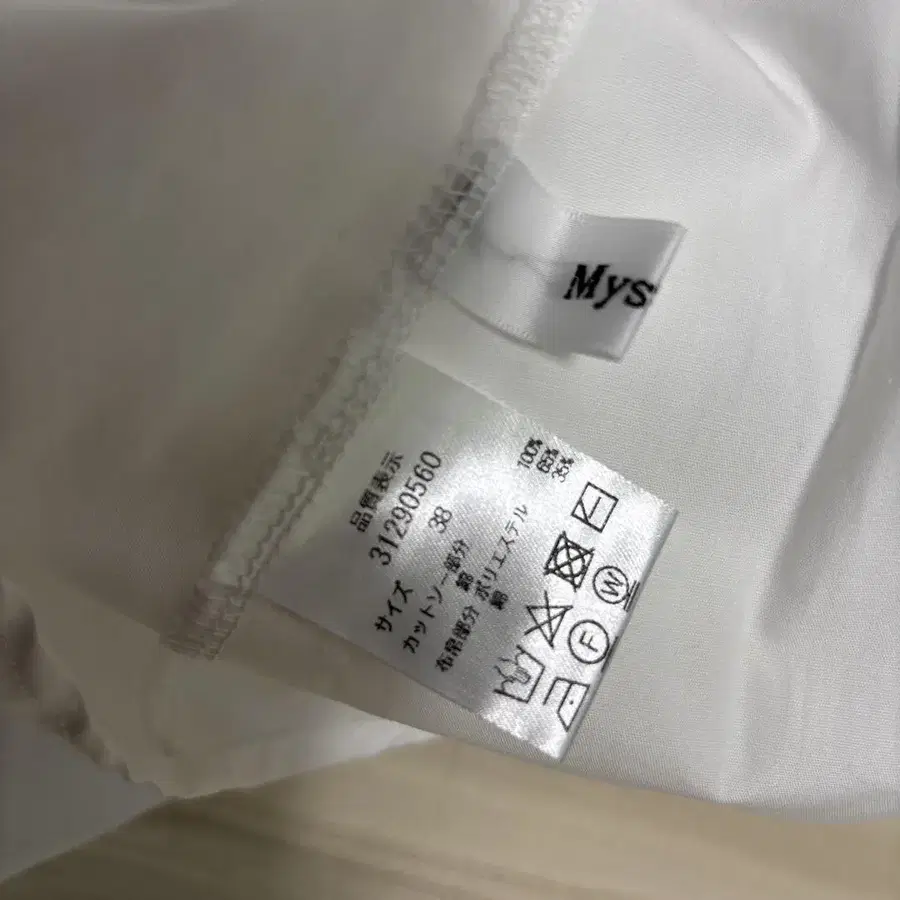 Mys
品質表示
31290560
サイズ 38
カットソー部分
綿 100%
布帛部分 ポリエステル 65%
綿 35%
W
F